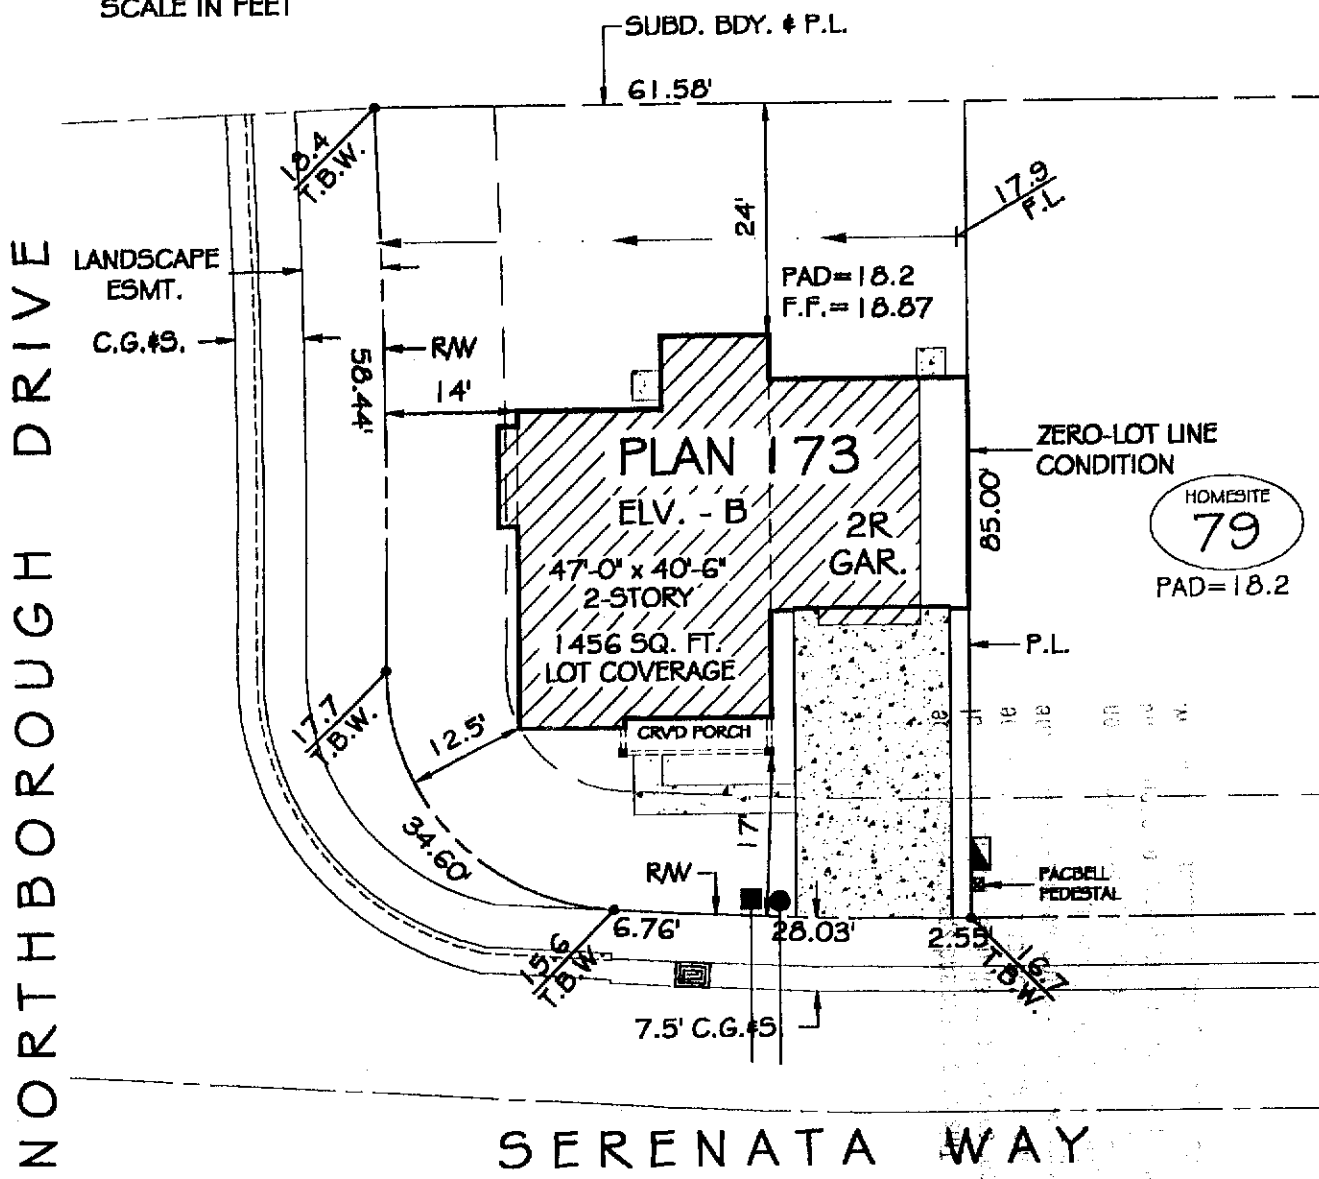 SCALE IN FEET
SUBD. BDY. & P.L.
61.58'
18.4
T.B.W.
17.9
F.L.
24'
LANDSCAPE
ESMT.
PAD=18.2
F.F.=18.87
C.G.&S.
R/W
58.44'
14'
PLAN 173
ZERO-LOT LINE
CONDITION
ELV. - B
85.00'
HOMESITE
79
2R
GAR.
47'-0" x 40'-6"
2-STORY
PAD=18.2
1456 SQ. FT.
LOT COVERAGE
P.L.
17.7
T.B.W.
12.5'
CRV'D PORCH
34.60'
17'
R/W
PACBELL
PEDESTAL
6.76'
28.03'
2.55'
15.6
T.B.W.
16.7
T.B.W.
7.5' C.G.&S.
NORTHBOROUGH DRIVE
SERENATA WAY